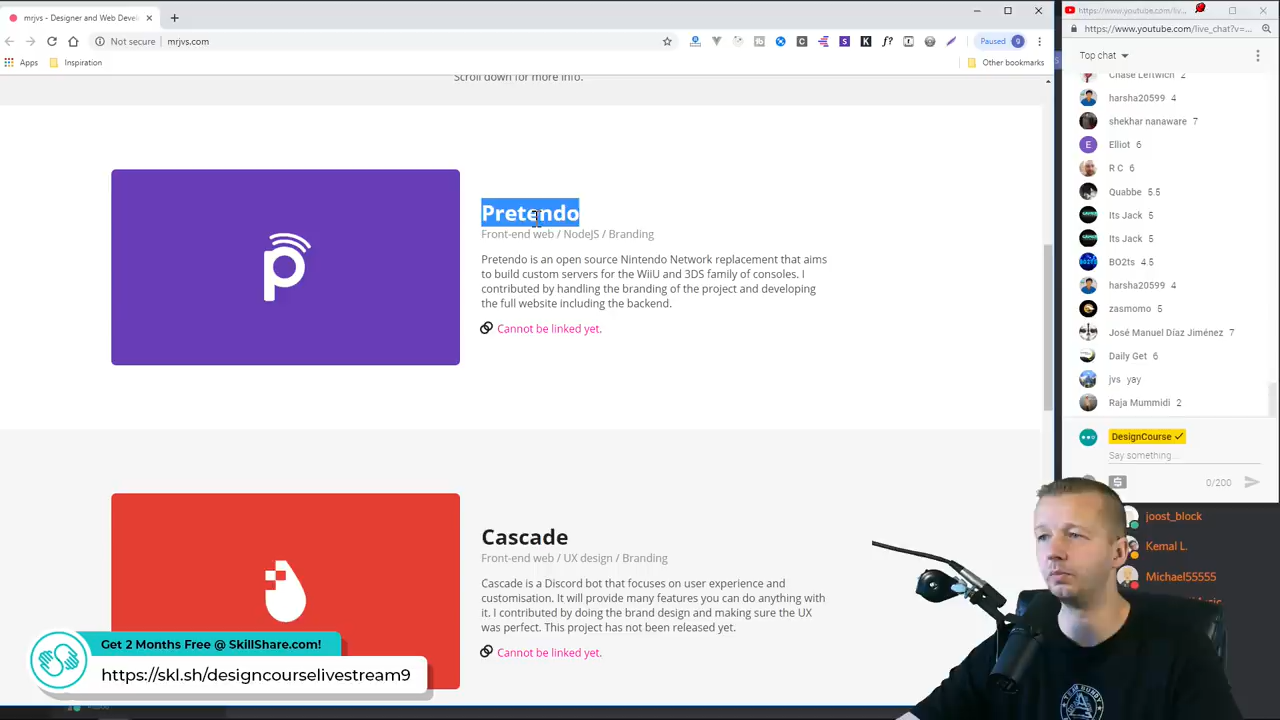 mrjvs - Designer and Web Devel
https://www.youtube.com/liv...
Not secure
mrjvs.com
Paused
https://www.youtube.com/live_chat?v=...
Apps
Inspiration
Other bookmarks
Top chat
Scroll down for more info.
Chase Leftwich 2
harsha20599 4
shekhar nanaware 7
Elliot 6
R C 6
Quabbe 5.5
Its Jack 5
Its Jack 5
BO2ts 4.5
harsha20599 4
zasmomo 5
José Manuel Díaz Jiménez 7
Daily Get 6
jvs yay
Raja Mummidi 2
DesignCourse
Say something...
0/200
joost_block
Kemal L.
Michael55555
Pretendo
Front-end web / NodeJS / Branding
Pretendo is an open source Nintendo Network replacement that aims
to build custom servers for the WiiU and 3DS family of consoles. I
contributed by handling the branding of the project and developing
the full website including the backend.
Cannot be linked yet.
Cascade
Front-end web / UX design / Branding
Cascade is a Discord bot that focuses on user experience and
customisation. It will provide many features you can do anything with
it. I contributed by doing the brand design and making sure the UX
was perfect. This project has not been released yet.
Cannot be linked yet.
Get 2 Months Free @ SkillShare.com!
https://skl.sh/designcourselivestream9